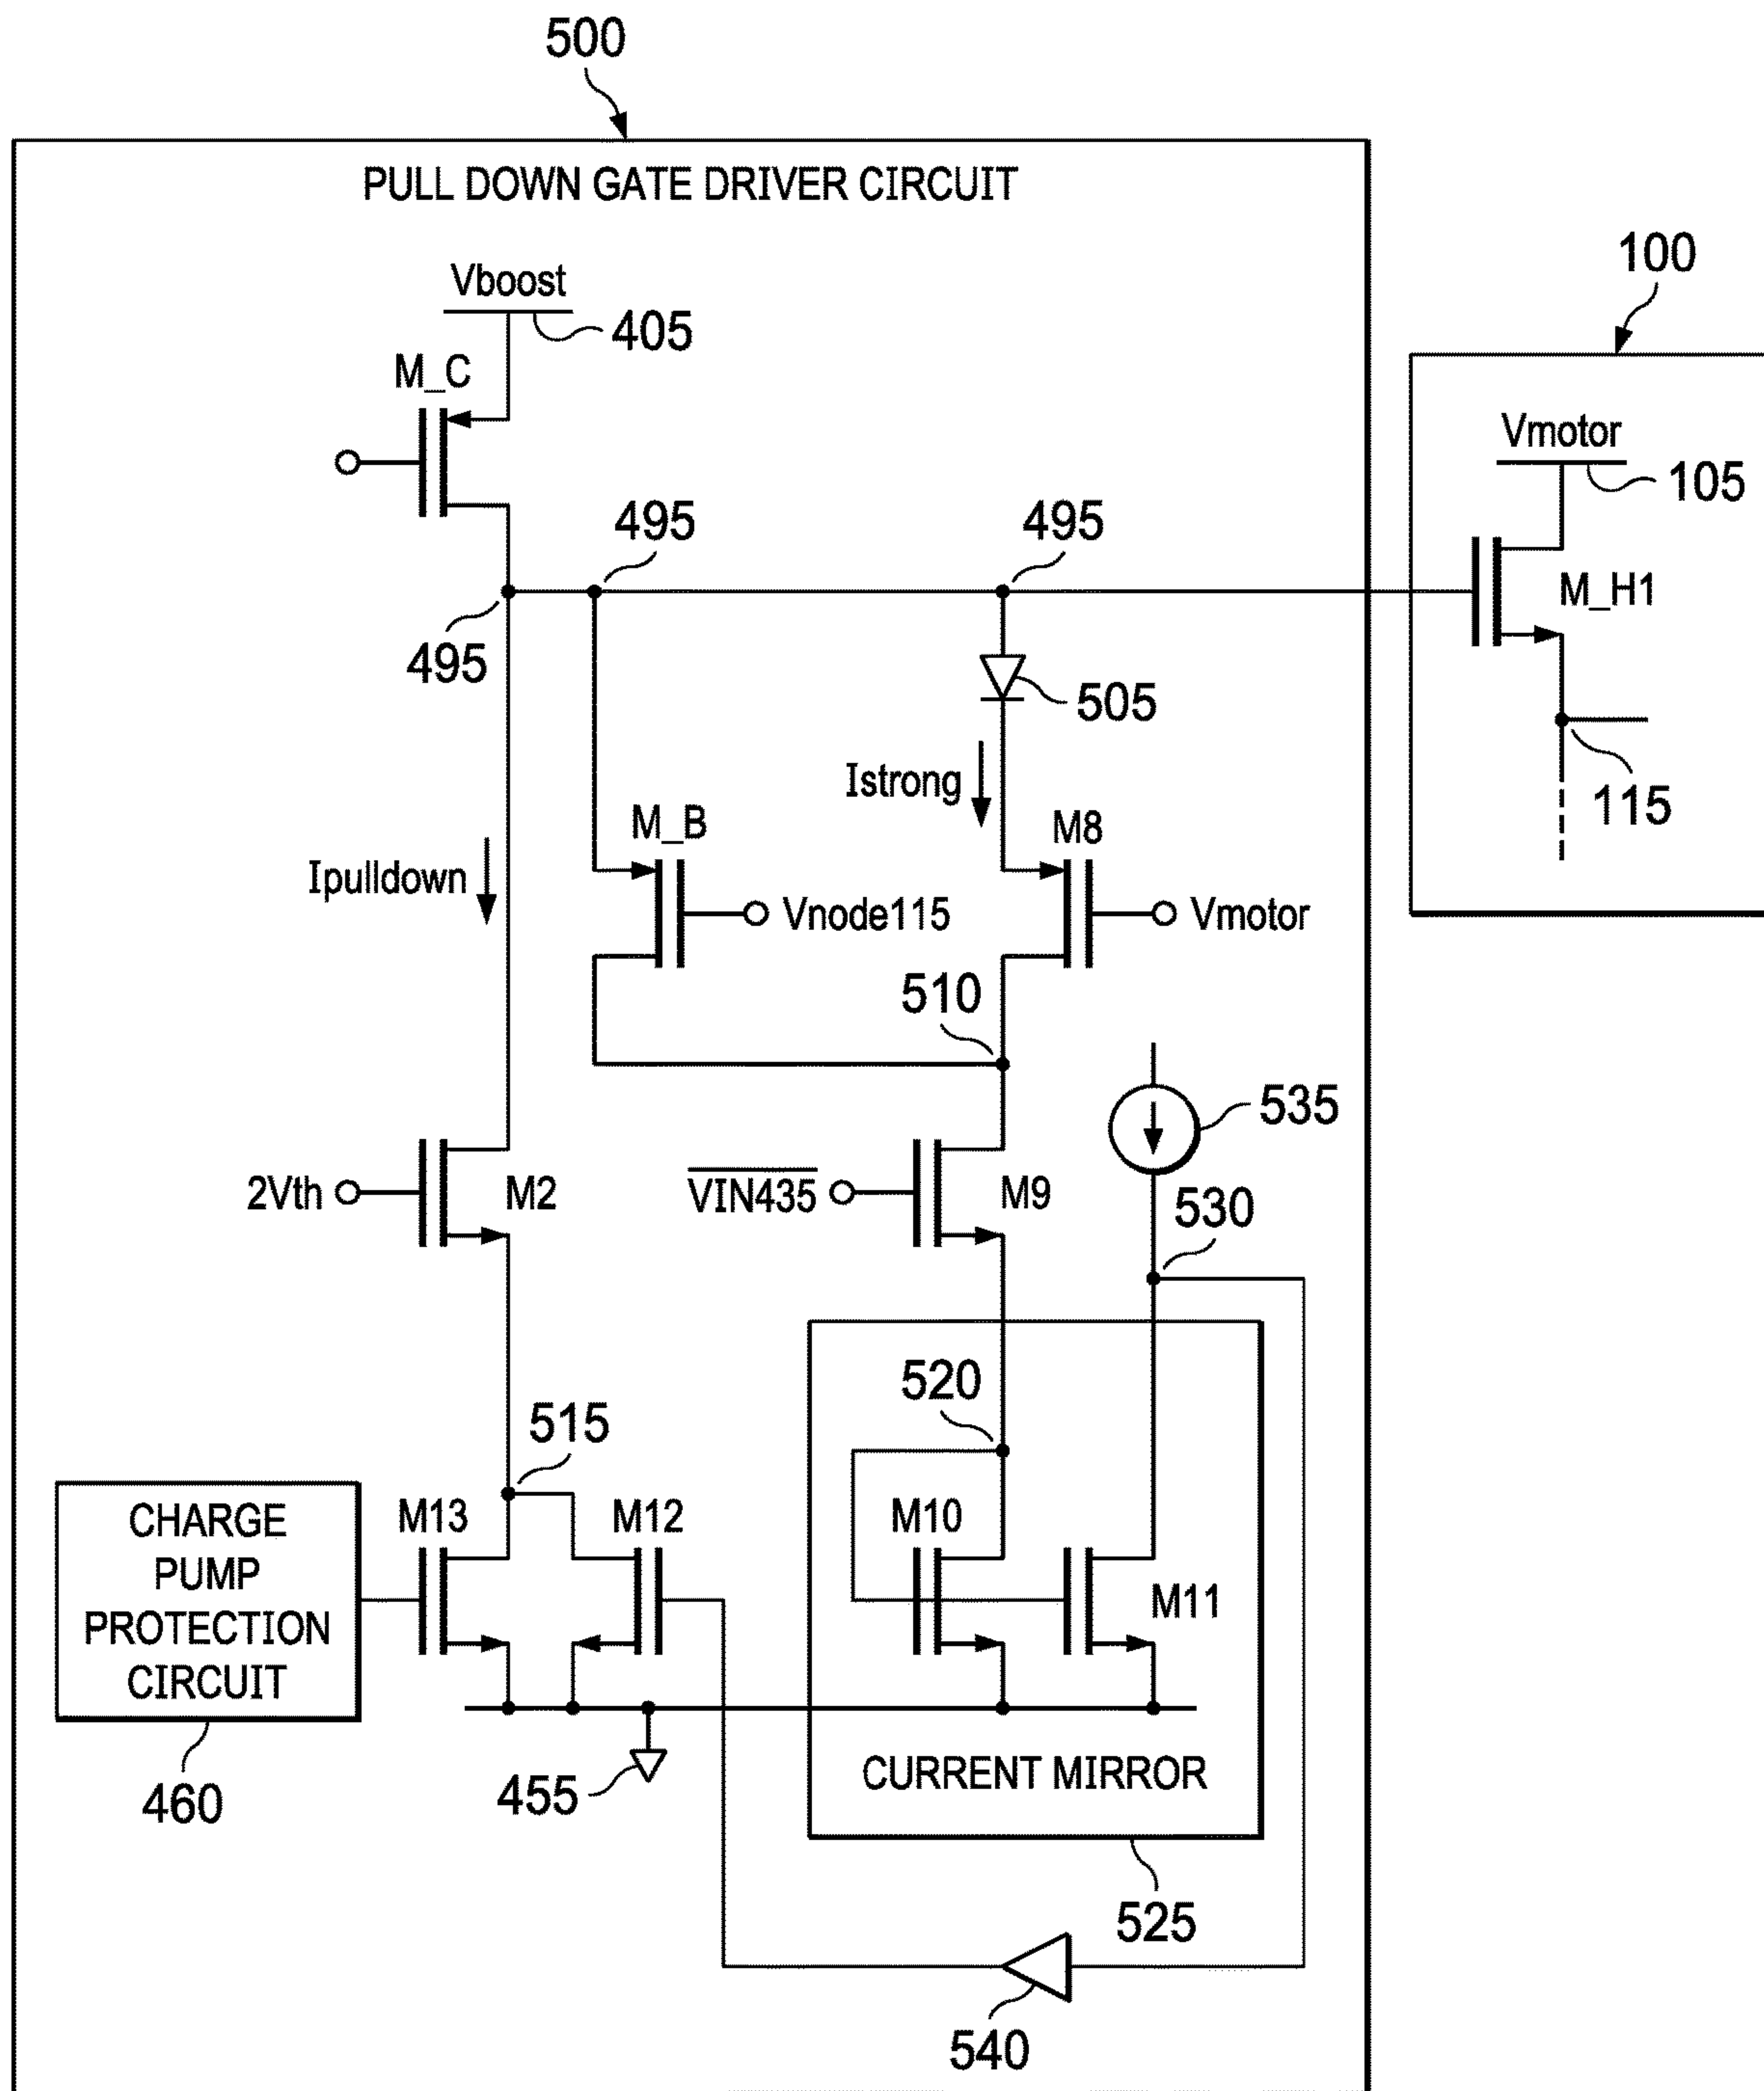 500
PULL DOWN GATE DRIVER CIRCUIT
Vboost
405
M_C
100
Vmotor
105
M_H1
115
495
495
495
505
Istrong
M_B
M8
Ipulldown
Vnode115
Vmotor
510
535
2Vth
M2
VIN435
M9
530
520
515
CHARGE
PUMP
PROTECTION
CIRCUIT
M13
M12
M10
M11
460
455
CURRENT MIRROR
525
540